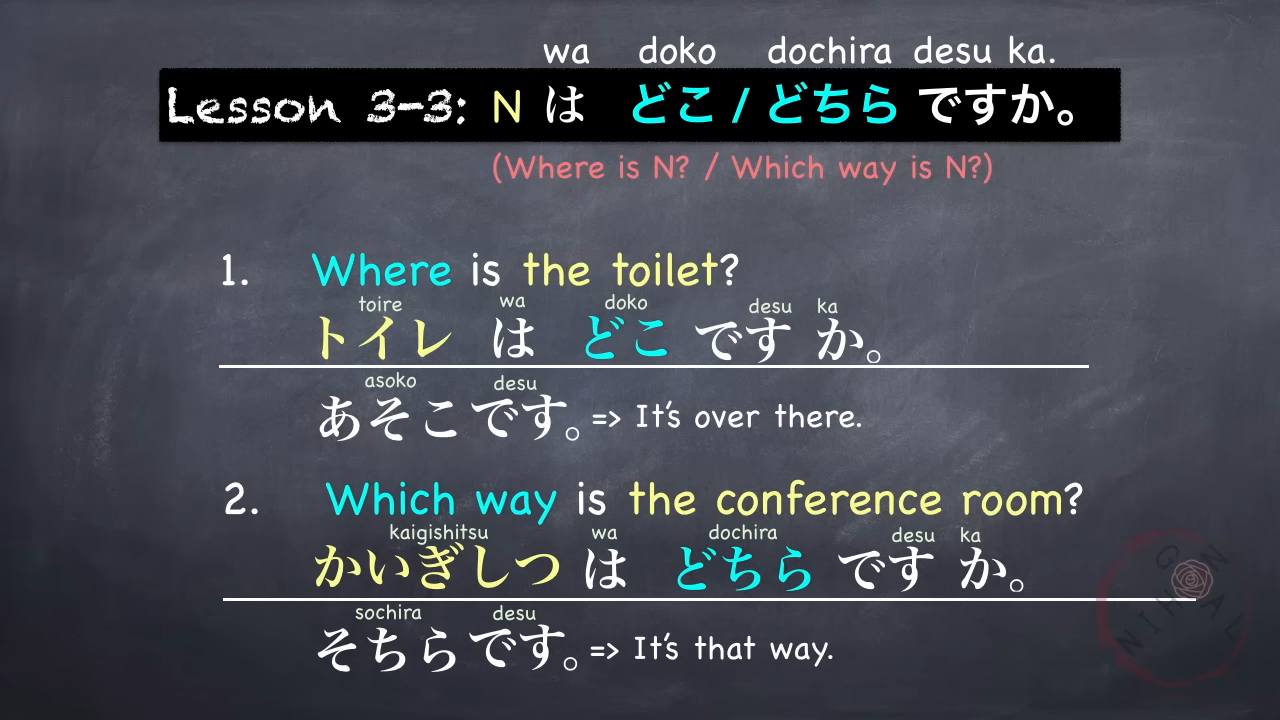 wa doko dochira desu ka.
Lesson 3-3: N は どこ / どちら ですか。
(Where is N? / Which way is N?)
1. Where is the toilet?
toire wa doko desu ka
トイレ は どこ です か。
asoko desu
あそこです。 => It's over there.
2. Which way is the conference room?
kaigishitsu wa dochira desu ka
かいぎしつ は どちら です か。
sochira desu
そちらです。 => It's that way.
NIHONGOAL